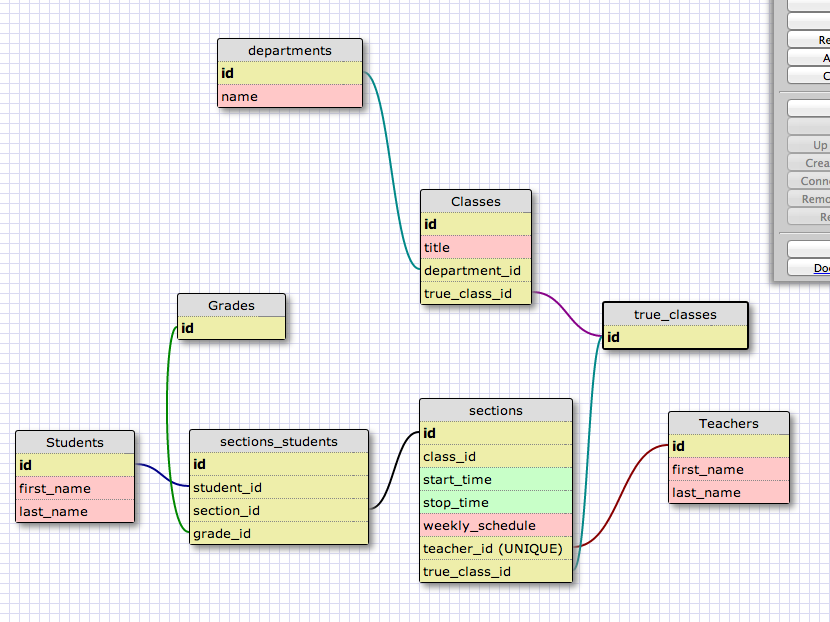 departments
id
name
Classes
id
title
department_id
true_class_id
Grades
id
true_classes
id
Students
id
first_name
last_name
sections_students
id
student_id
section_id
grade_id
sections
id
class_id
start_time
stop_time
weekly_schedule
teacher_id (UNIQUE)
true_class_id
Teachers
id
first_name
last_name
Re
A
C
Up
Crea
Conne
Remo
Re
Doc